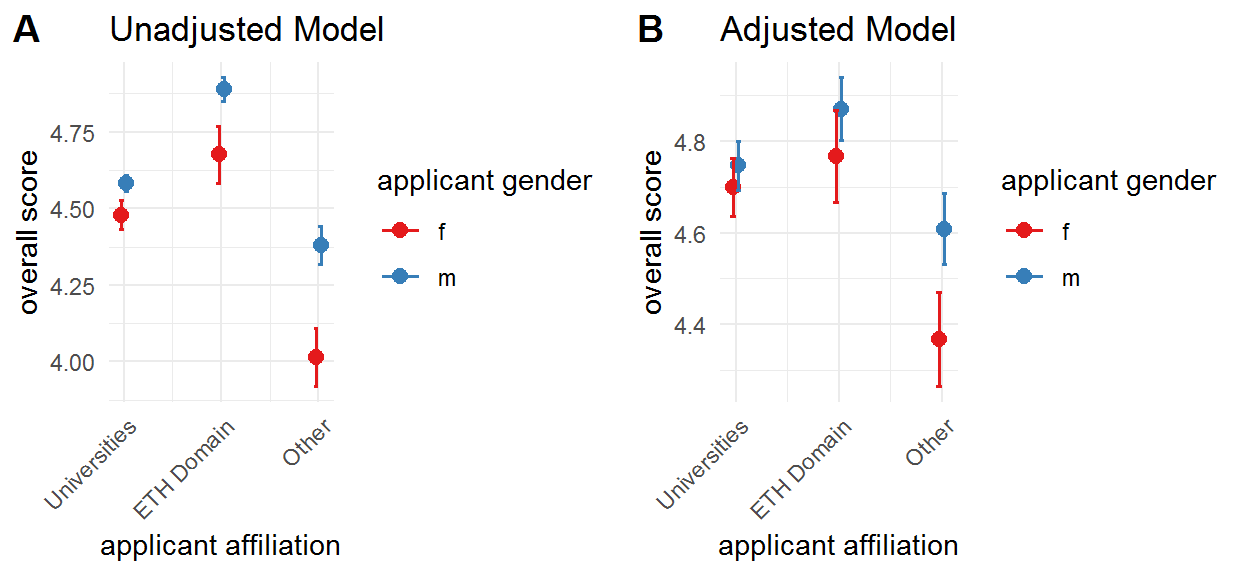 A
Unadjusted Model
overall score
4.75
4.50
4.25
4.00
Universities
ETH Domain
Other
applicant affiliation
applicant gender
f
m
B
Adjusted Model
overall score
4.8
4.6
4.4
Universities
ETH Domain
Other
applicant affiliation
applicant gender
f
m